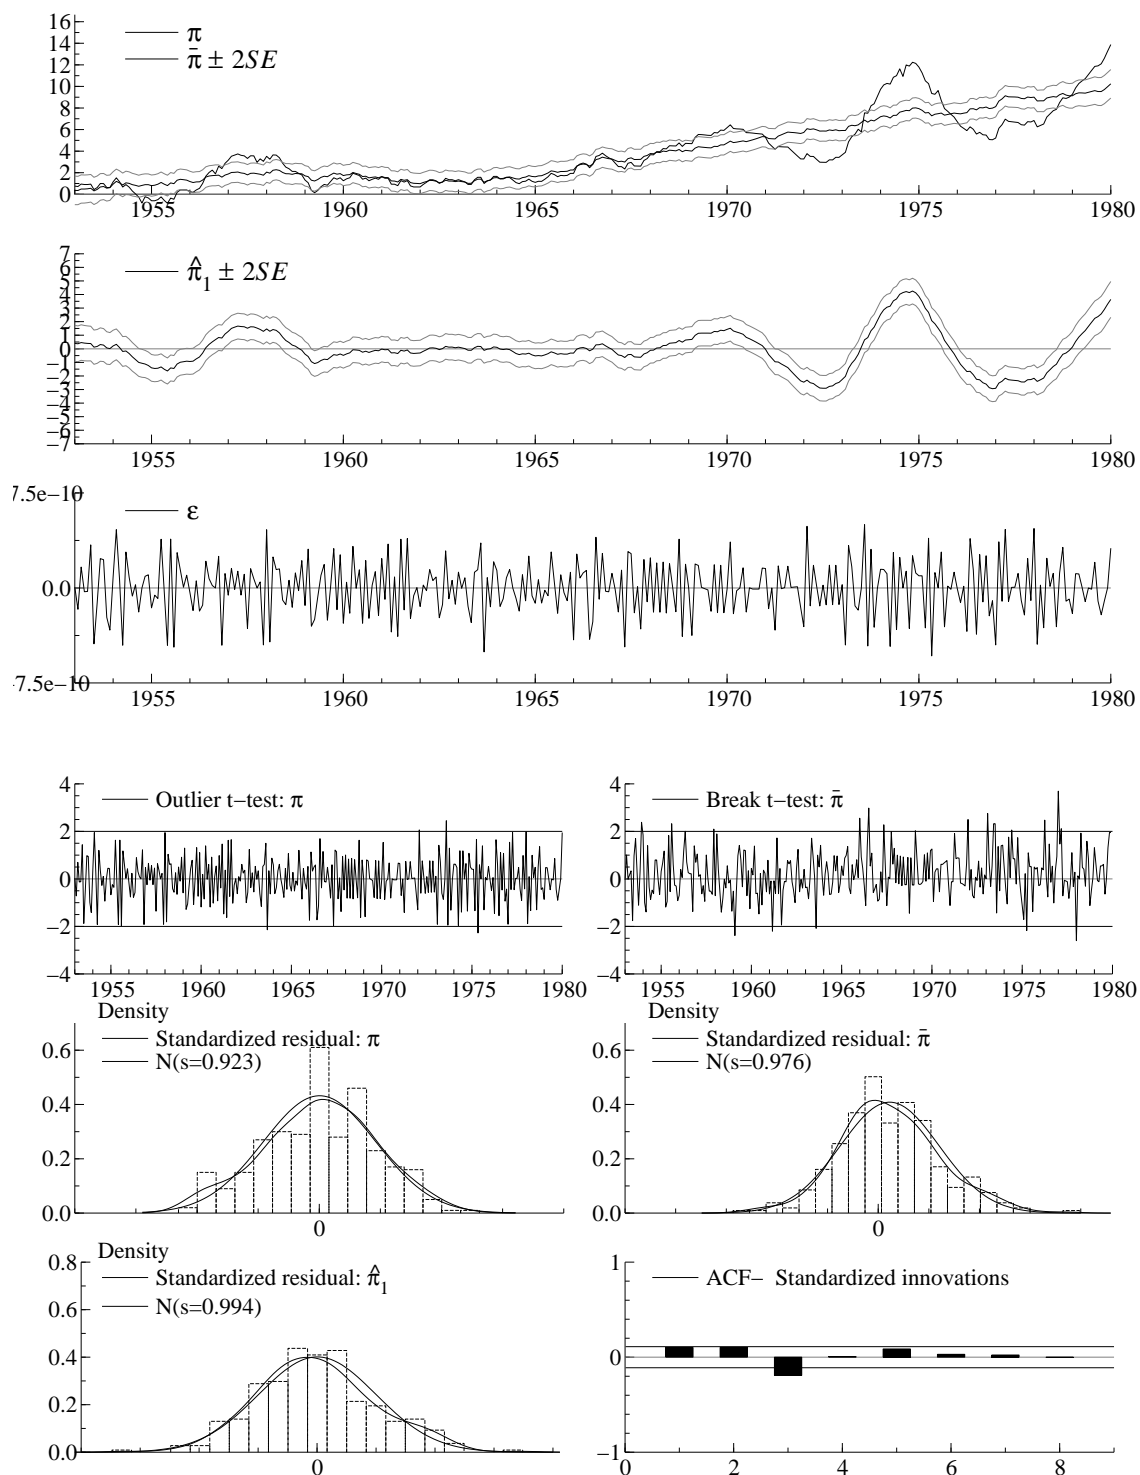 π
π̄ ± 2SE
16
14
12
10
8
6
4
2
0
1955 1960 1965 1970 1975 1980
π̂1 ± 2SE
7
6
5
4
3
2
1
0
−1
−2
−3
−4
−5
−6
−7
1955 1960 1965 1970 1975 1980
7.5e−10
ε
0.0
-7.5e−10
1955 1960 1965 1970 1975 1980
Outlier t−test: π
4
2
0
−2
−4
1955 1960 1965 1970 1975 1980
Break t−test: π̄
4
2
0
−2
−4
1955 1960 1965 1970 1975 1980
Density
Standardized residual: π
N(s=0.923)
0.6
0.4
0.2
0.0
0
Density
Standardized residual: π̄
N(s=0.976)
0.6
0.4
0.2
0.0
0
Density
Standardized residual: π̂1
N(s=0.994)
0.8
0.6
0.4
0.2
0.0
0
ACF− Standardized innovations
1
0
−1
0 2 4 6 8